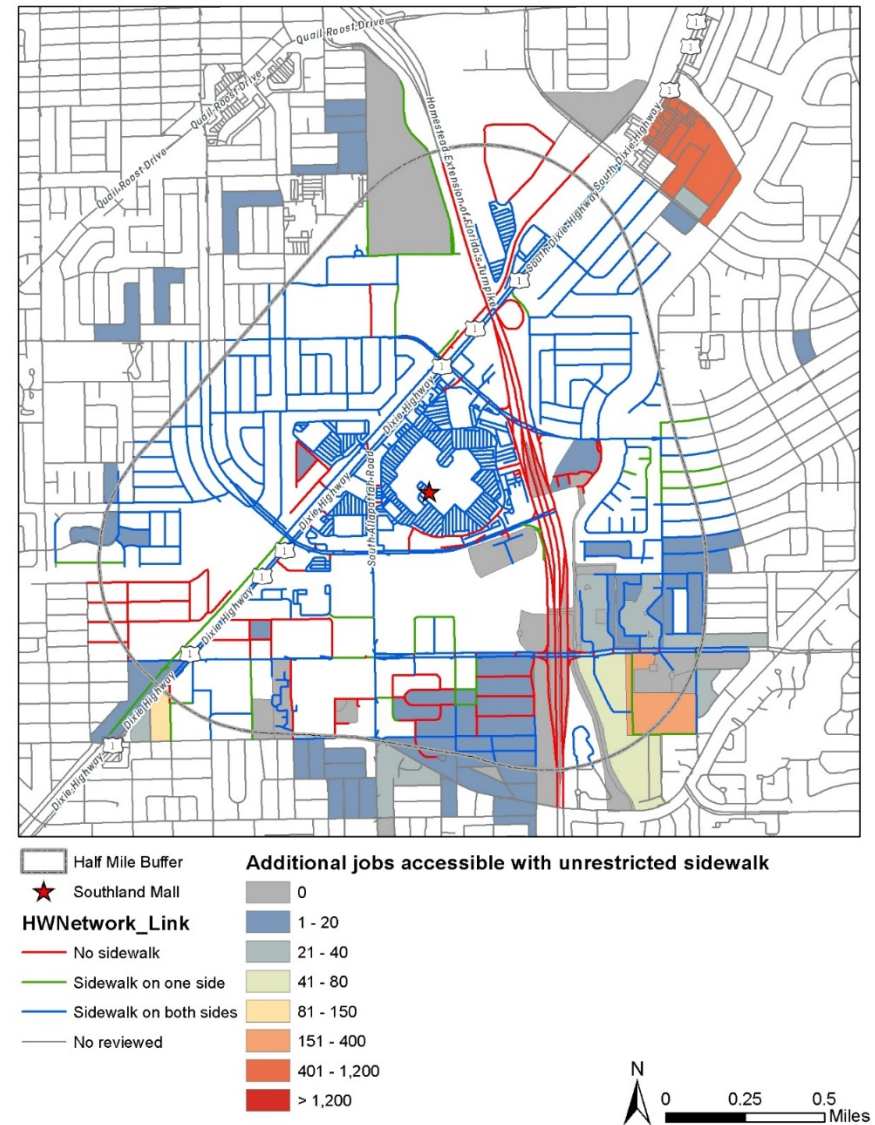 Quail Roost Drive
1
1
Quail Roost Drive
1
Quail Roost Drive
Homestead Extension of Florida's Turnpike
South Dixie Highway
South Dixie Highway
1
1
1
Dixie Highway
Dixie Highway
South Allapattah Road
Dixie Highway
1
1
Dixie Highway
1
Dixie Highway
1
Dixie Highway
Half Mile Buffer
Southland Mall
HWNetwork_Link
No sidewalk
Sidewalk on one side
Sidewalk on both sides
No reviewed
Additional jobs accessible with unrestricted sidewalk
0
1 - 20
21 - 40
41 - 80
81 - 150
151 - 400
401 - 1,200
> 1,200
N
0 0.25 0.5
Miles